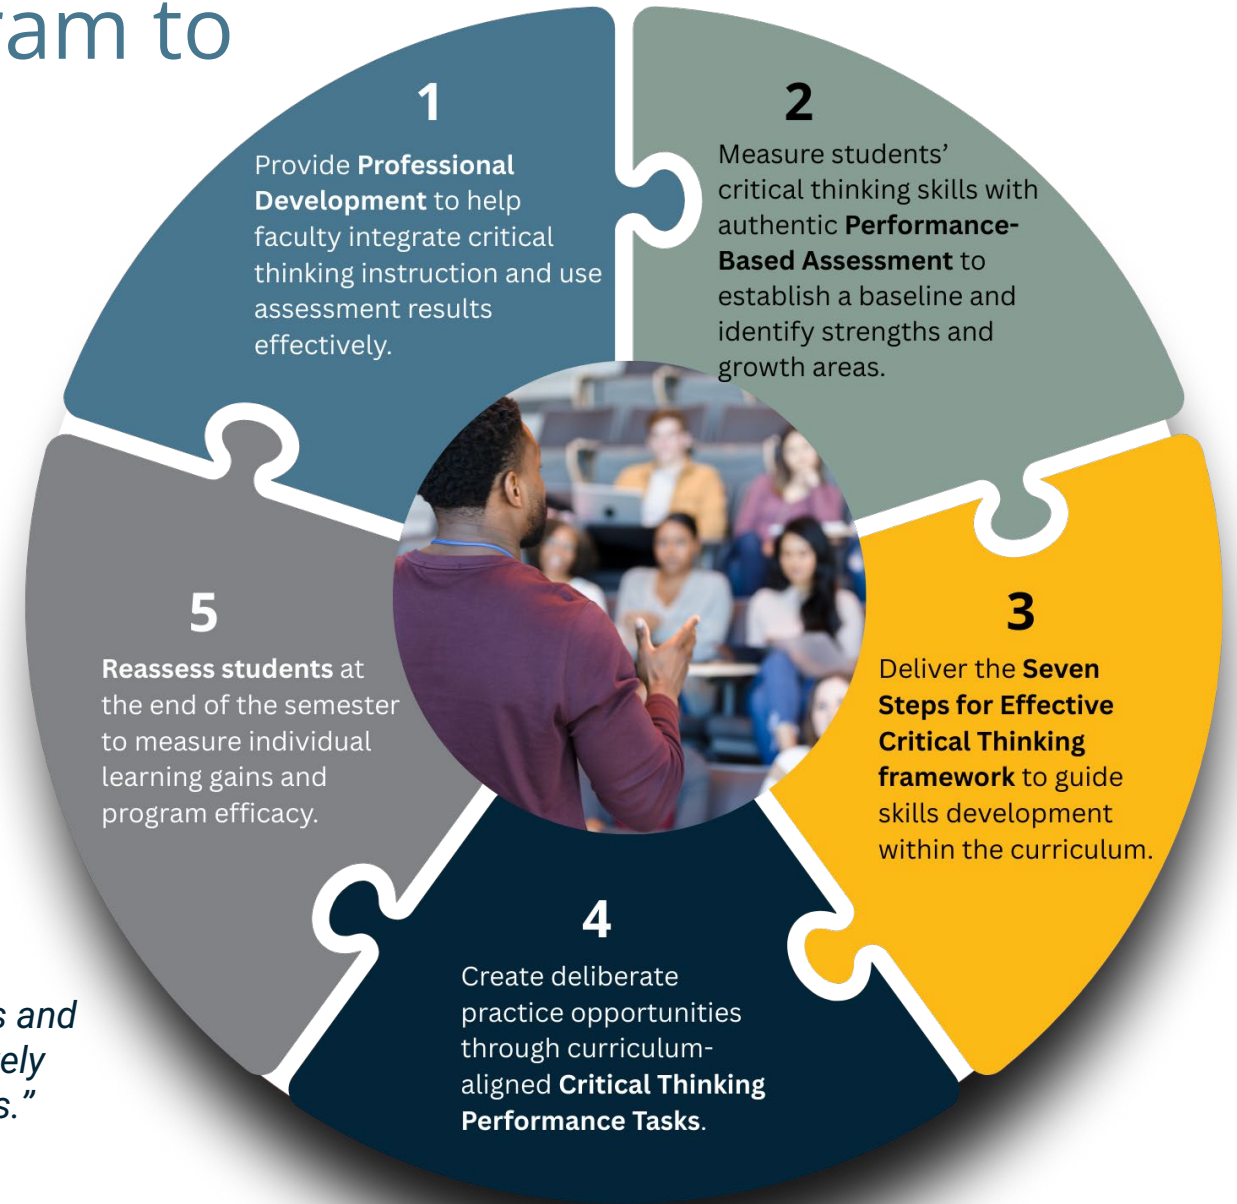 to
1
Provide Professional
Development to help
faculty integrate critical
thinking instruction and use
assessment results
effectively.
2
Measure students’
critical thinking skills with
authentic Performance-
Based Assessment to
establish a baseline and
identify strengths and
growth areas.
3
Deliver the Seven
Steps for Effective
Critical Thinking
framework to guide
skills development
within the curriculum.
4
Create deliberate
practice opportunities
through curriculum-
aligned Critical Thinking
Performance Tasks.
5
Reassess students at
the end of the semester
to measure individual
learning gains and
program efficacy.
and